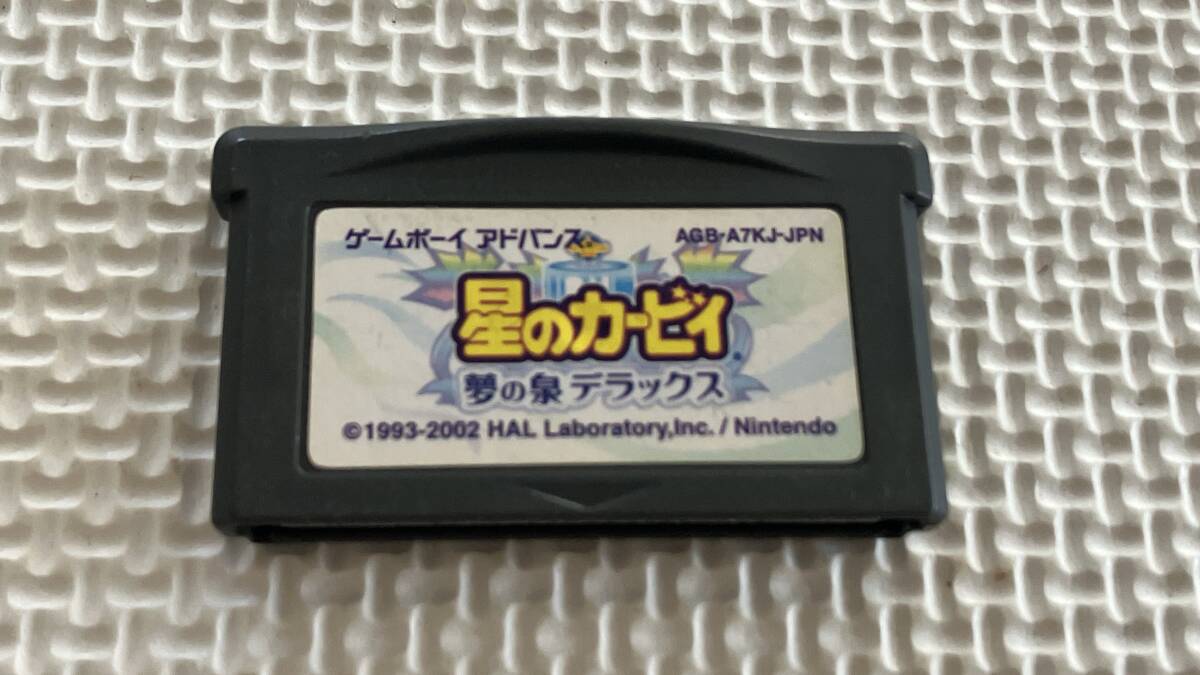 ゲームボーイ アドバンス AGB-A7KJ-JPN
星のカービィ
夢の泉 デラックス
©1993-2002 HAL Laboratory,Inc. / Nintendo